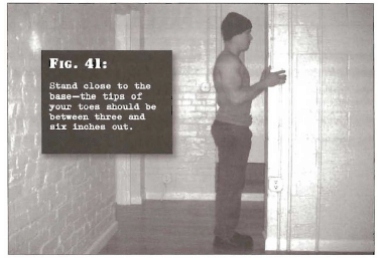 FIG. 41:
Stand close to the
base—the tips of
your toes should be
between three and
six inches out.